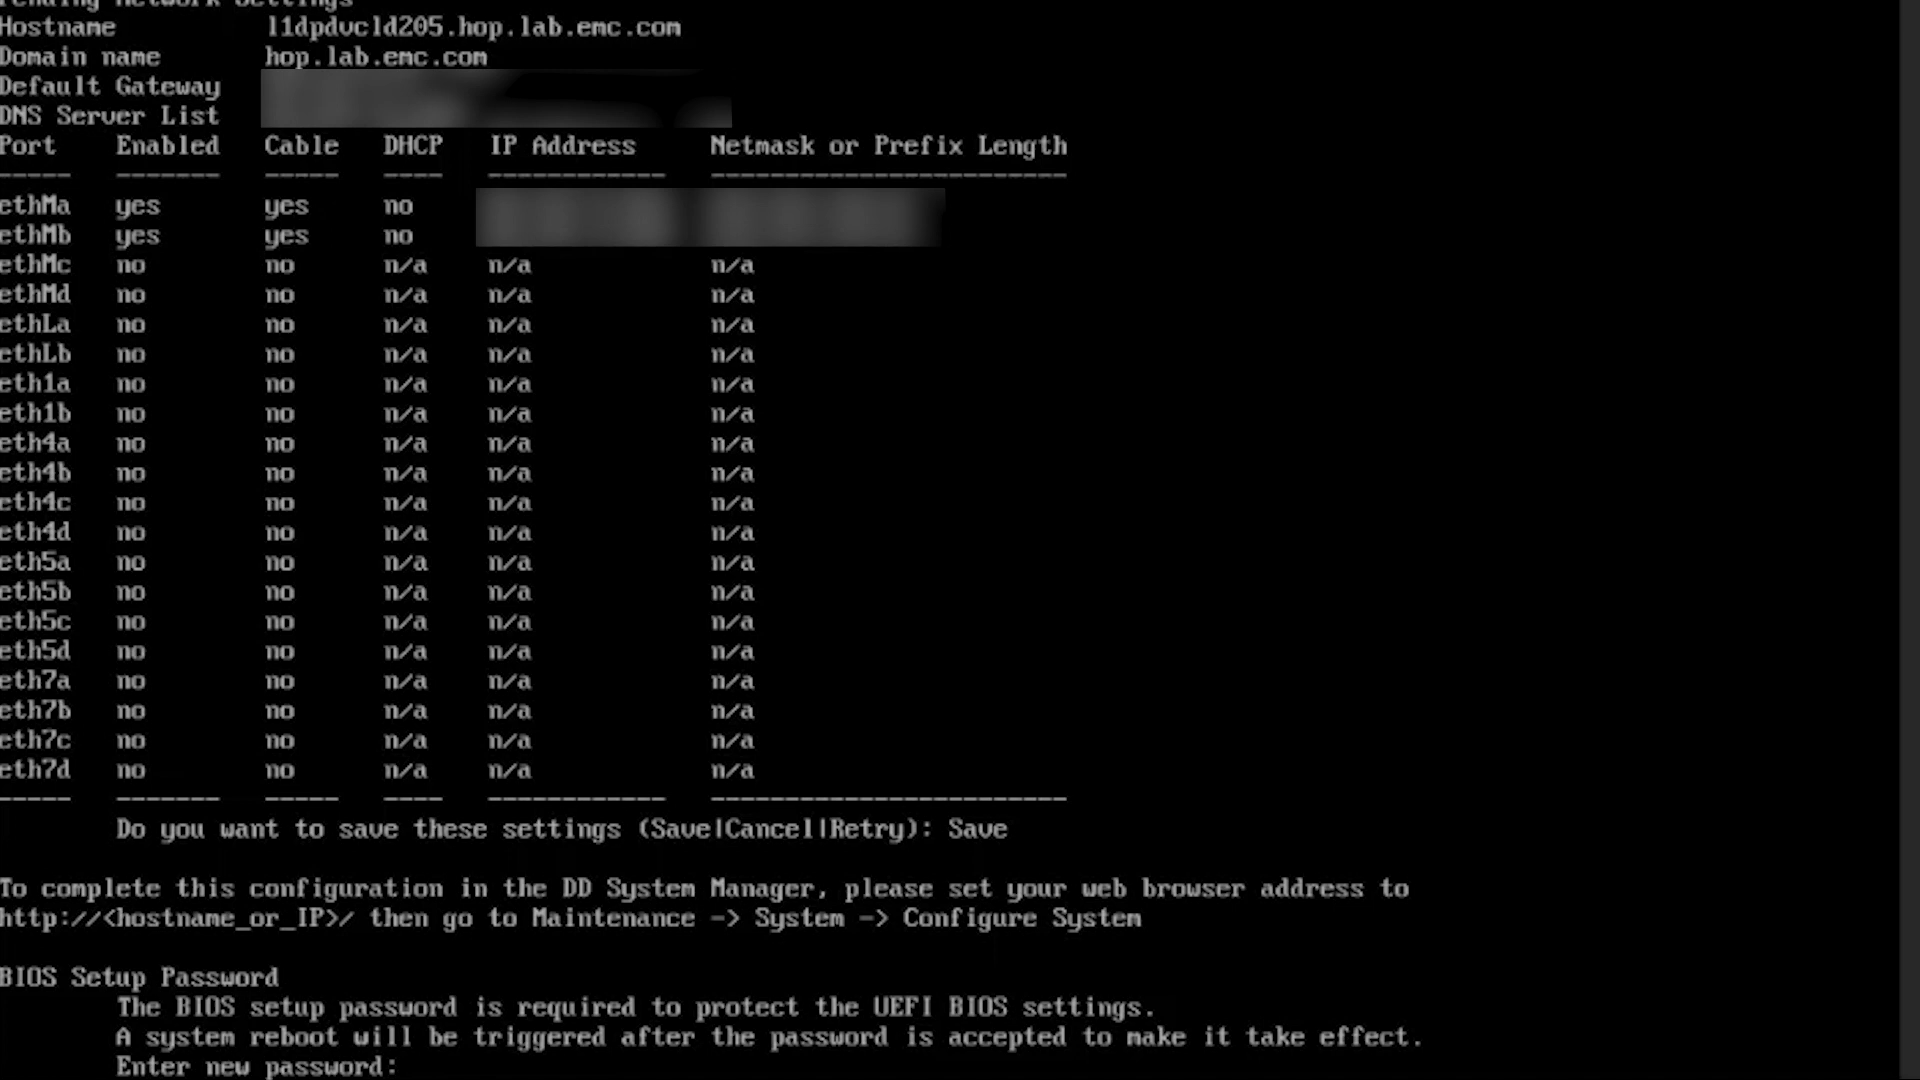 Pending Network Settings
Hostname l1dpdvcld205.hop.lab.emc.com
Domain name hop.lab.emc.com
Default Gateway
DNS Server List
Port Enabled Cable DHCP IP Address Netmask or Prefix Length
----- ------- ----- ---- ------------ ------------------------
ethMa yes yes no
ethMb yes yes no
ethMc no no n/a n/a n/a
ethMd no no n/a n/a n/a
ethLa no no n/a n/a n/a
ethLb no no n/a n/a n/a
eth1a no no n/a n/a n/a
eth1b no no n/a n/a n/a
eth4a no no n/a n/a n/a
eth4b no no n/a n/a n/a
eth4c no no n/a n/a n/a
eth4d no no n/a n/a n/a
eth5a no no n/a n/a n/a
eth5b no no n/a n/a n/a
eth5c no no n/a n/a n/a
eth5d no no n/a n/a n/a
eth7a no no n/a n/a n/a
eth7b no no n/a n/a n/a
eth7c no no n/a n/a n/a
eth7d no no n/a n/a n/a
----- ------- ----- ---- ------------ ------------------------
Do you want to save these settings (Save|Cancel|Retry): Save
To complete this configuration in the DD System Manager, please set your web browser address to
http://<hostname_or_IP>/ then go to Maintenance -> System -> Configure System
BIOS Setup Password
The BIOS setup password is required to protect the UEFI BIOS settings.
A system reboot will be triggered after the password is accepted to make it take effect.
Enter new password: